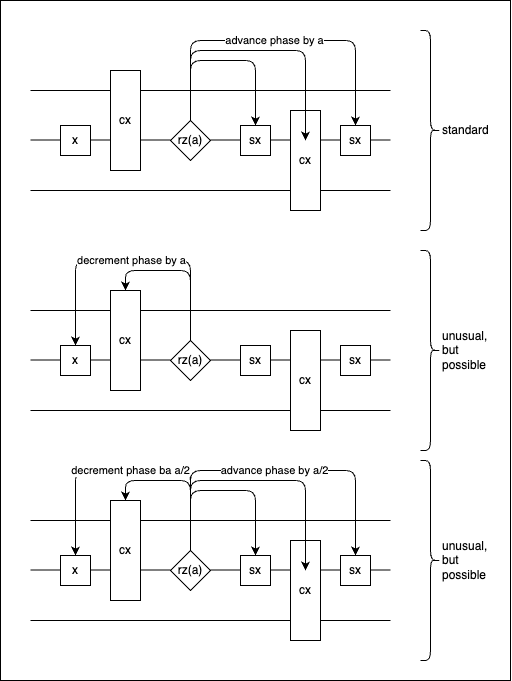 advance phase by a
cx
x
rz(a)
sx
cx
sx
standard
decrement phase by a
cx
x
rz(a)
sx
cx
sx
unusual,
but
possible
decrement phase ba a/2
advance phase by a/2
cx
x
rz(a)
sx
cx
sx
unusual,
but
possible